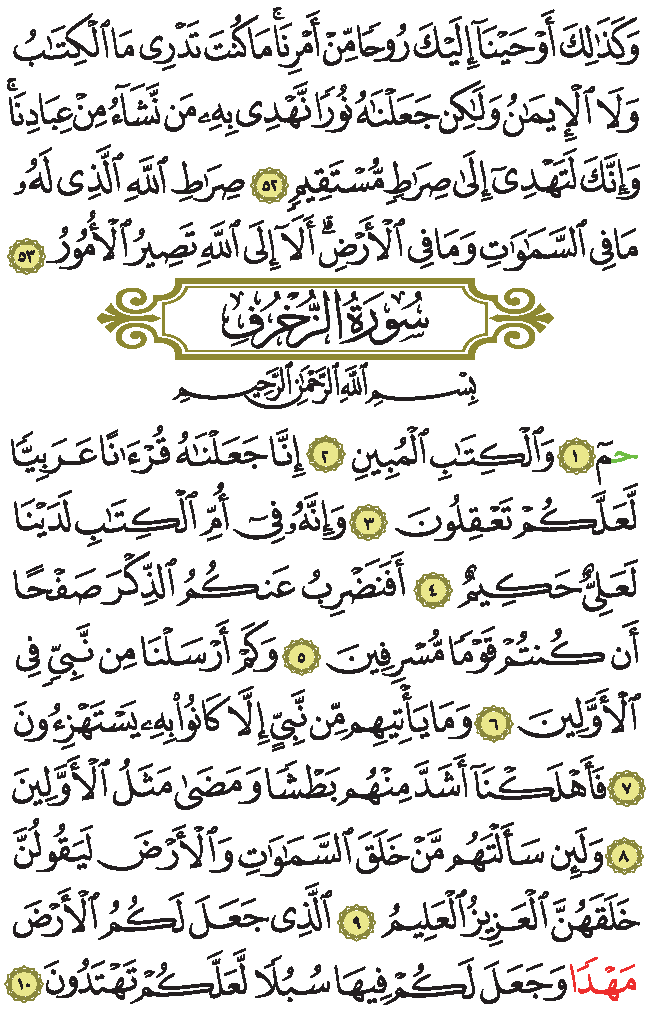 وَكَذَٰلِكَ أَوْحَيْنَآ إِلَيْكَ رُوحًا مِّنْ أَمْرِنَاۚ مَا كُنتَ تَدْرِى مَا ٱلْكِتَٰبُ
وَلَا ٱلْإِيمَٰنُ وَلَٰكِن جَعَلْنَٰهُ نُورًا نَّهْدِى بِهِۦ مَن نَّشَآءُ مِنْ عِبَادِنَاۚ
وَإِنَّكَ لَتَهْدِىٓ إِلَىٰ صِرَٰطٍ مُّسْتَقِيمٍ ٥٢ صِرَٰطِ ٱللَّهِ ٱلَّذِى لَهُۥ
مَا فِى ٱلسَّمَٰوَٰتِ وَمَا فِى ٱلْأَرْضِۗ أَلَآ إِلَى ٱللَّهِ تَصِيرُ ٱلْأُمُورُ ٥٣
سُورَةُ الزُّخْرُفِ
بِسْمِ ٱللَّهِ ٱلرَّحْمَٰنِ ٱلرَّحِيمِ
حمٓ ١ وَٱلْكِتَٰبِ ٱلْمُبِينِ ٢ إِنَّا جَعَلْنَٰهُ قُرْءَٰنًا عَرَبِيًّا
لَّعَلَّكُمْ تَعْقِلُونَ ٣ وَإِنَّهُۥ فِىٓ أُمِّ ٱلْكِتَٰبِ لَدَيْنَا
لَعَلِىٌّ حَكِيمٌ ٤ أَفَنَضْرِبُ عَنكُمُ ٱلذِّكْرَ صَفْحًا
أَن كُنتُمْ قَوْمًا مُّسْرِفِينَ ٥ وَكَمْ أَرْسَلْنَا مِن نَّبِىٍّ فِى
ٱلْأَوَّلِينَ ٦ وَمَا يَأْتِيهِم مِّن نَّبِىٍّ إِلَّا كَانُوا۟ بِهِۦ يَسْتَهْزِءُونَ
٧ فَأَهْلَكْنَآ أَشَدَّ مِنْهُم بَطْشًا وَمَضَىٰ مَثَلُ ٱلْأَوَّلِينَ
٨ وَلَئِن سَأَلْتَهُم مَّنْ خَلَقَ ٱلسَّمَٰوَٰتِ وَٱلْأَرْضَ لَيَقُولُنَّ
خَلَقَهُنَّ ٱلْعَزِيزُ ٱلْعَلِيمُ ٩ ٱلَّذِى جَعَلَ لَكُمُ ٱلْأَرْضَ
مَهْدًا وَجَعَلَ لَكُمْ فِيهَا سُبُلًا لَّعَلَّكُمْ تَهْتَدُونَ ١٠